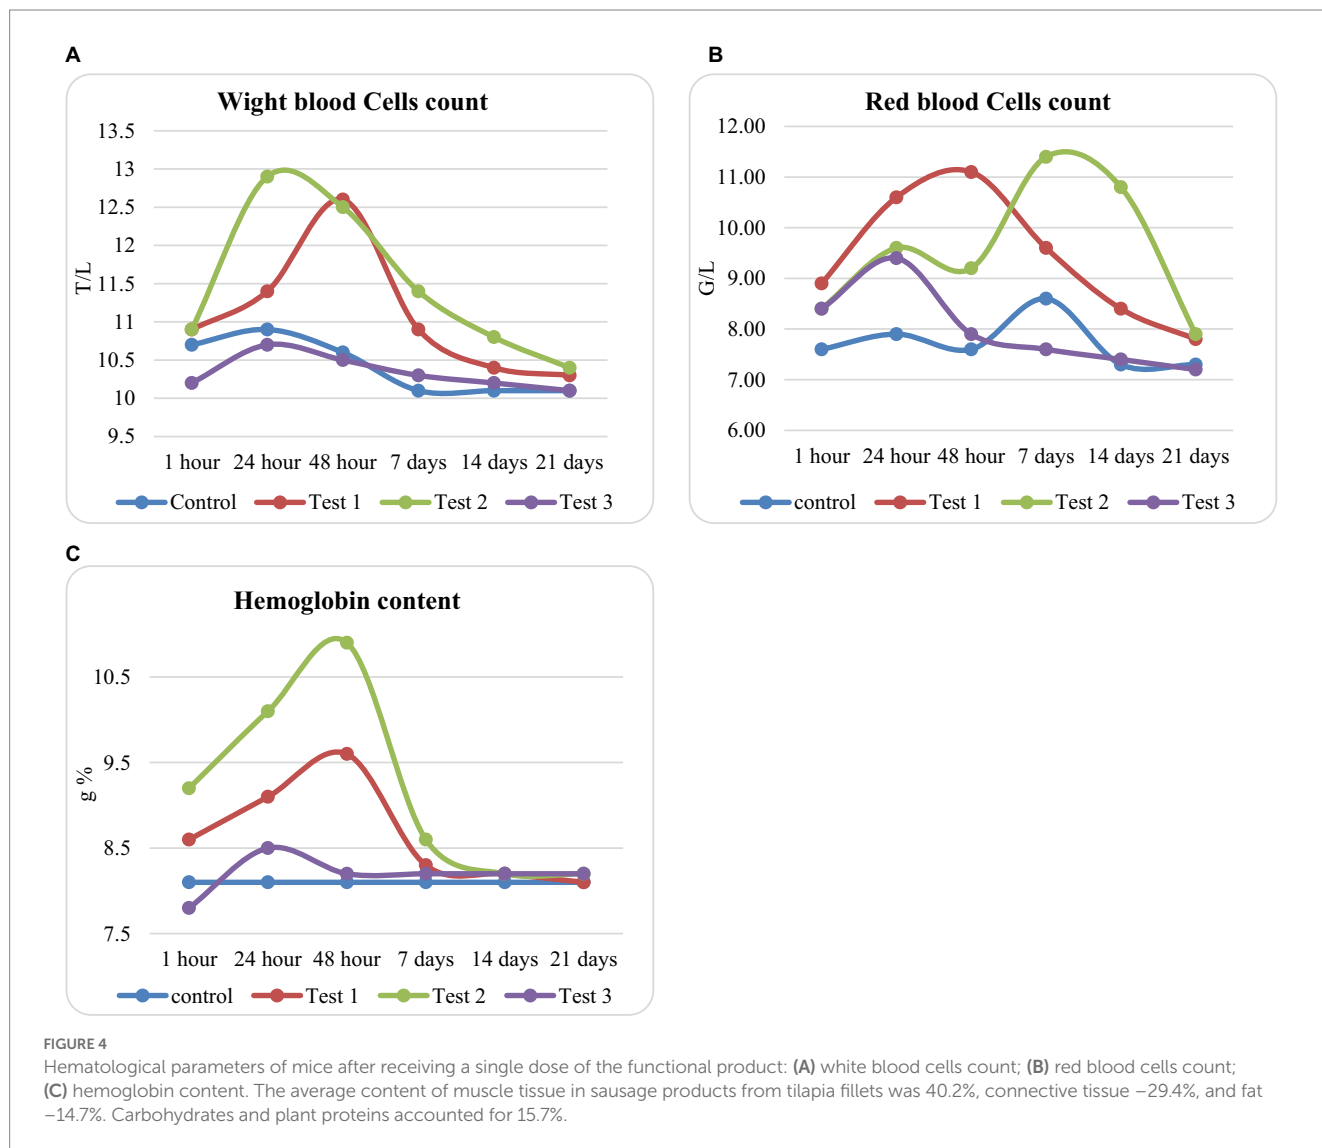 A
Wight blood Cells count
T/L
13.5
13
12.5
12
11.5
11
10.5
10
9.5
1 hour 24 hour 48 hour 7 days 14 days 21 days
Control Test 1 Test 2 Test 3
B
Red blood Cells count
G/L
12.00
11.00
10.00
9.00
8.00
7.00
6.00
1 hour 24 hour 48 hour 7 days 14 days 21 days
control Test 1 Test 2 Test 3
C
Hemoglobin content
g %
10.5
9.5
8.5
7.5
1 hour 24 hour 48 hour 7 days 14 days 21 days
control Test 1 Test 2 Test 3
FIGURE 4
Hematological parameters of mice after receiving a single dose of the functional product: (A) white blood cells count; (B) red blood cells count;
(C) hemoglobin content. The average content of muscle tissue in sausage products from tilapia fillets was 40.2%, connective tissue −29.4%, and fat
−14.7%. Carbohydrates and plant proteins accounted for 15.7%.